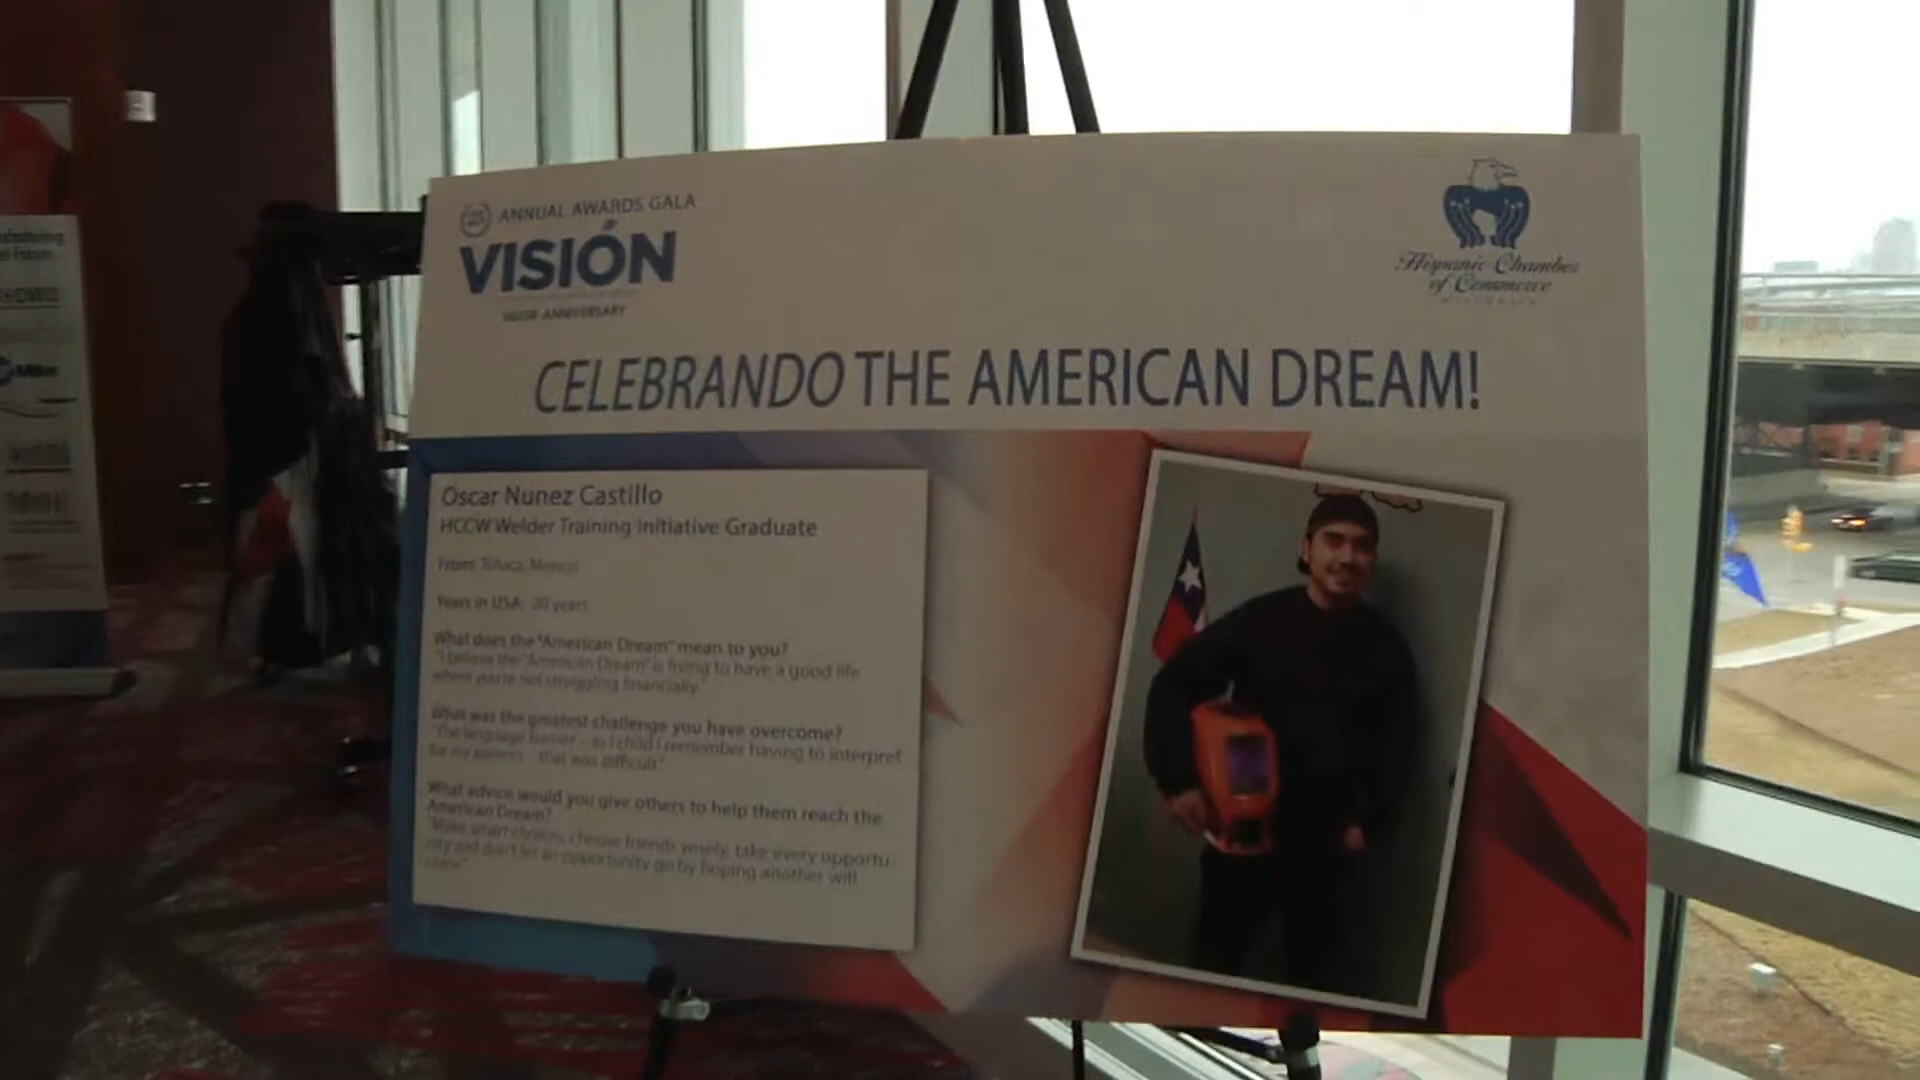 ANNUAL AWARDS GALA
VISIÓN
ANNIVERSARY
Hispanic Chamber
of Commerce
CELEBRANDO THE AMERICAN DREAM!
Oscar Nunez Castillo
HCCW Welder Training Initiative Graduate
From: Toluca, Mexico
Years in USA: 20 years
What does the "American Dream" mean to you?
"I believe the "American Dream" is living to have a good life
where you're not struggling financially."
What was the greatest challenge you have overcome?
"The language barrier - as I child I remember having to interpret
for my parents - that was difficult."
What advice would you give others to help them reach the
American Dream?
"Make smart choices, choose friends wisely, take every opportu-
nity and don't let an opportunity go by hoping another will
come"
Miller